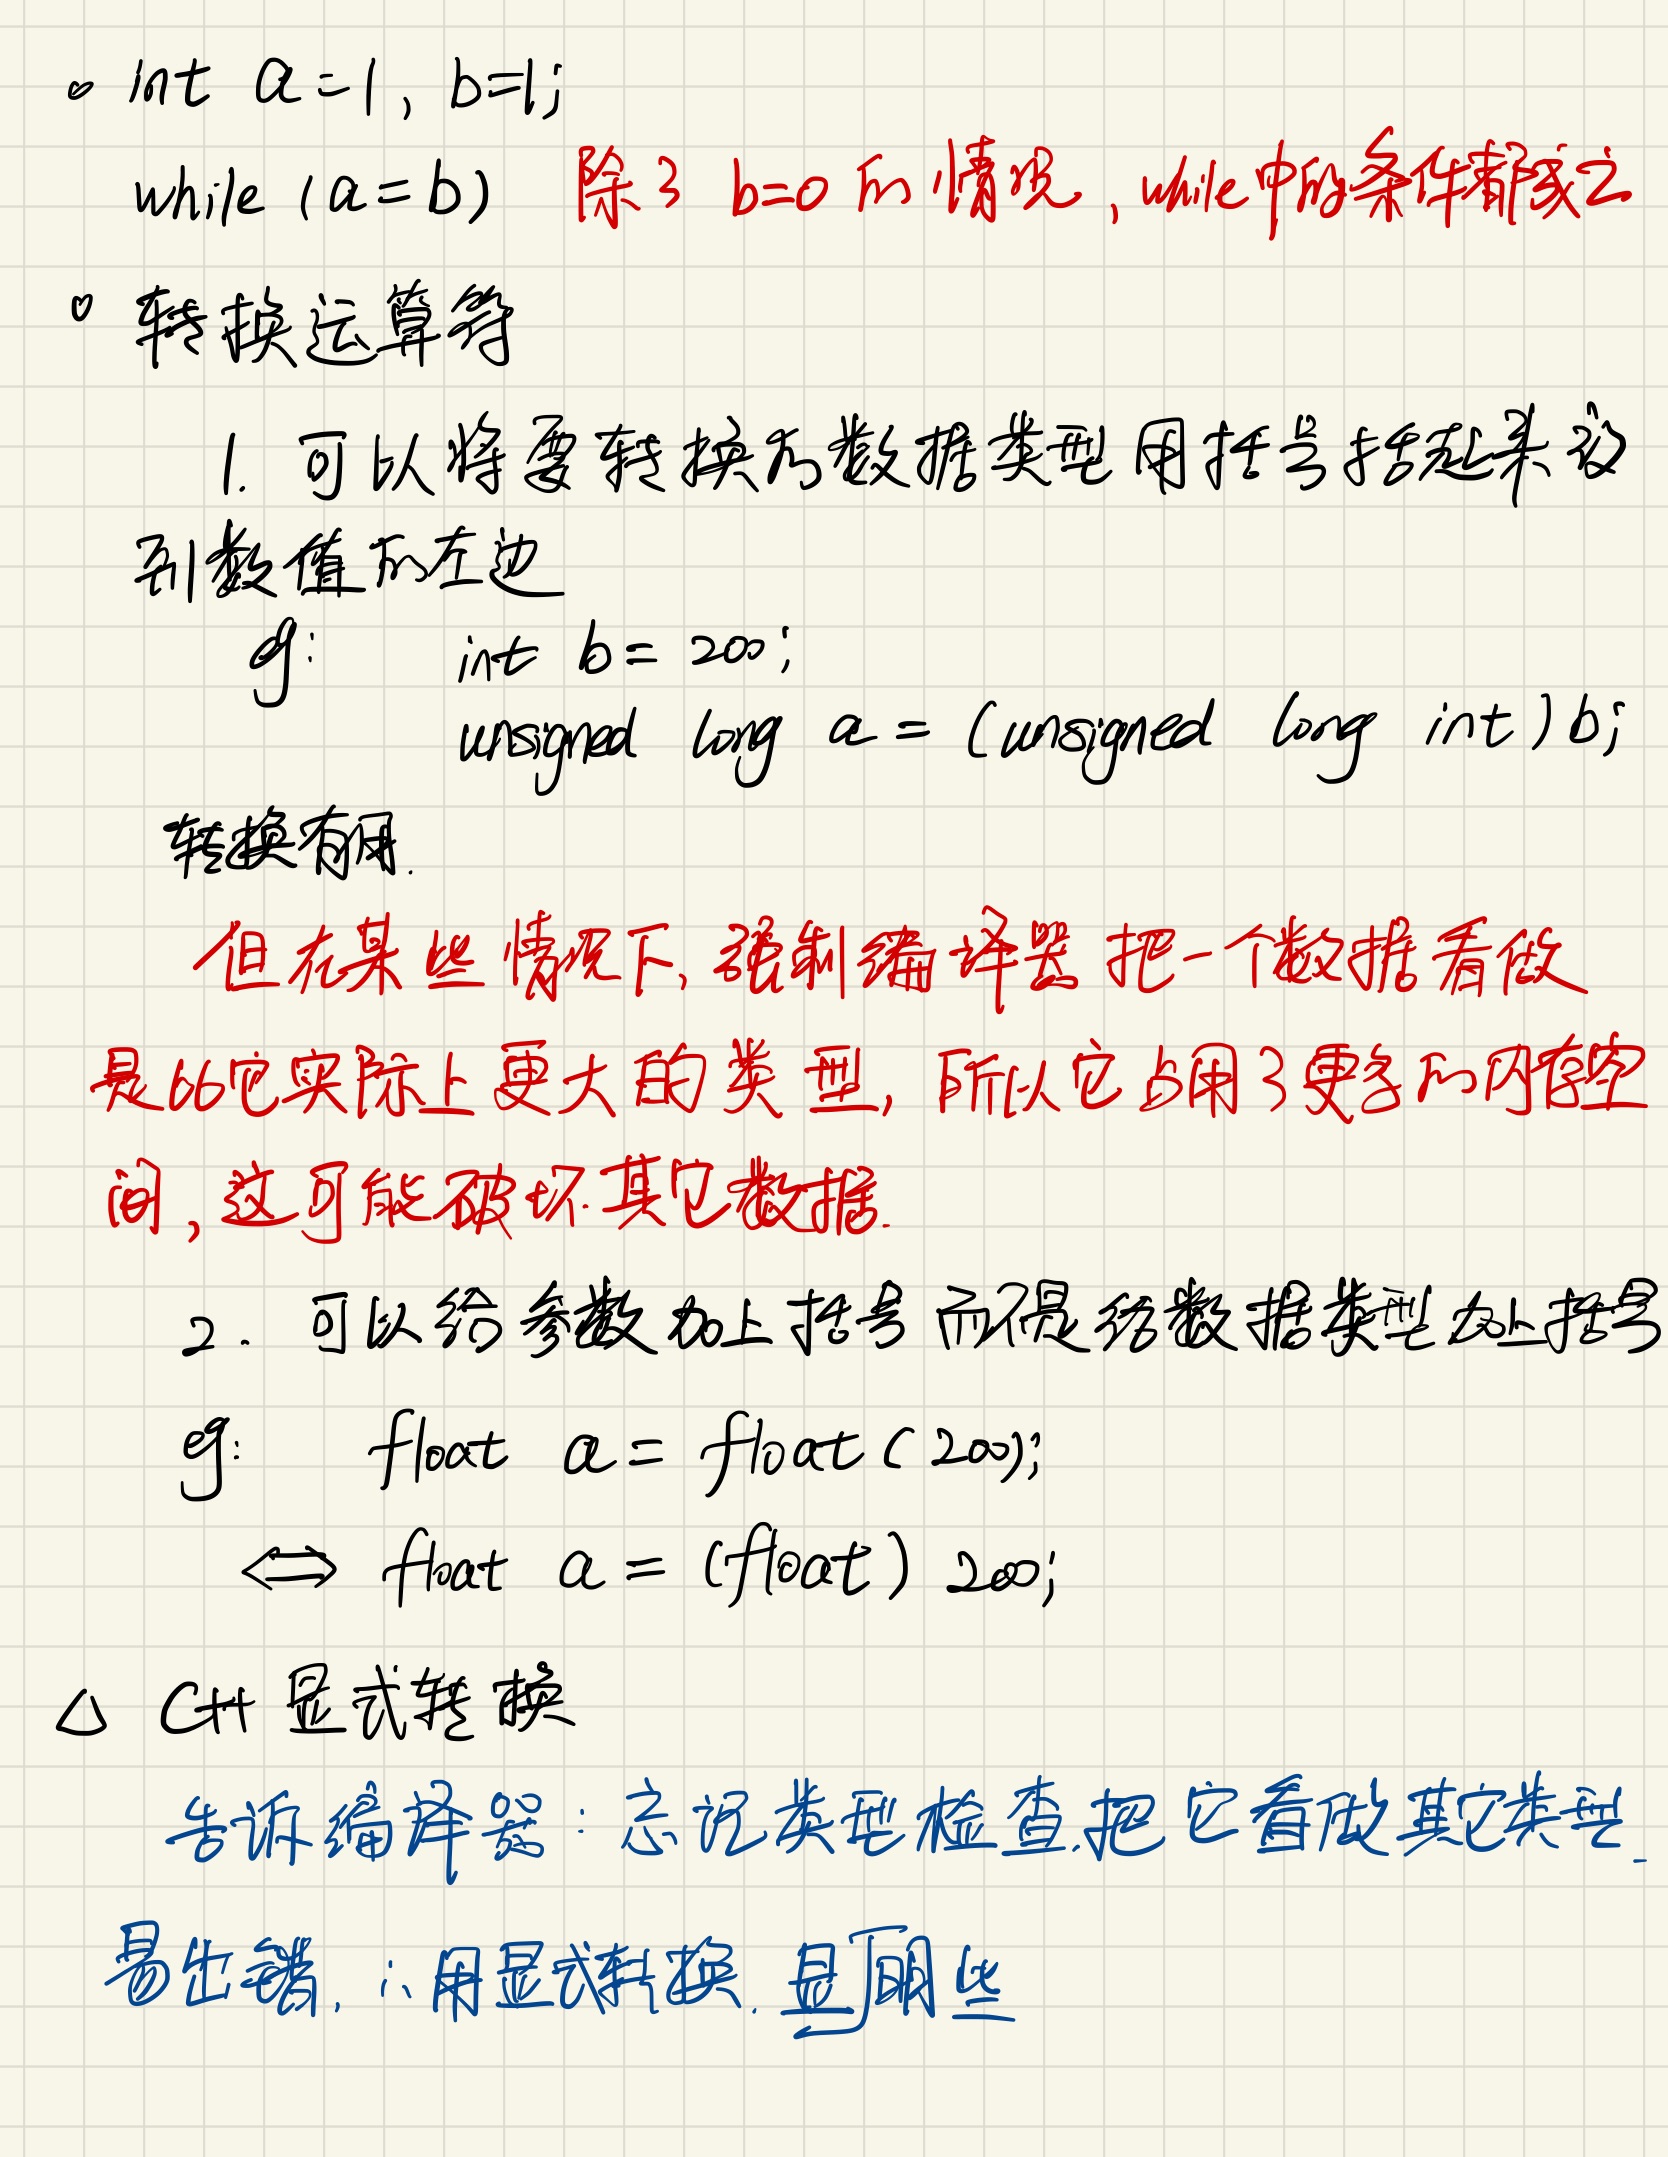 int a=1, b=1;
while (a=b) 除了 b=0 的情况, while中的条件都成立
转换运算符
1. 可以将要转换的数据类型用括号括起来放
到数值的左边
eg: int b= 200;
unsigned long a = (unsigned long int) b;
转换有用.
但在某些情况下, 强制编译器把一个数据看做
是比它实际上更大的类型, 所以它占用了更多的内存空
间, 这可能破坏其它数据.
2. 可以给参数加上括号而不是给数据类型加上括号
eg: float a = float(200);
⇔ float a = (float) 200;
△ C++ 显式转换
告诉编译器: 忘记类型检查.把它看做其它类型.
易出错, ∴用显式转换. 显明些